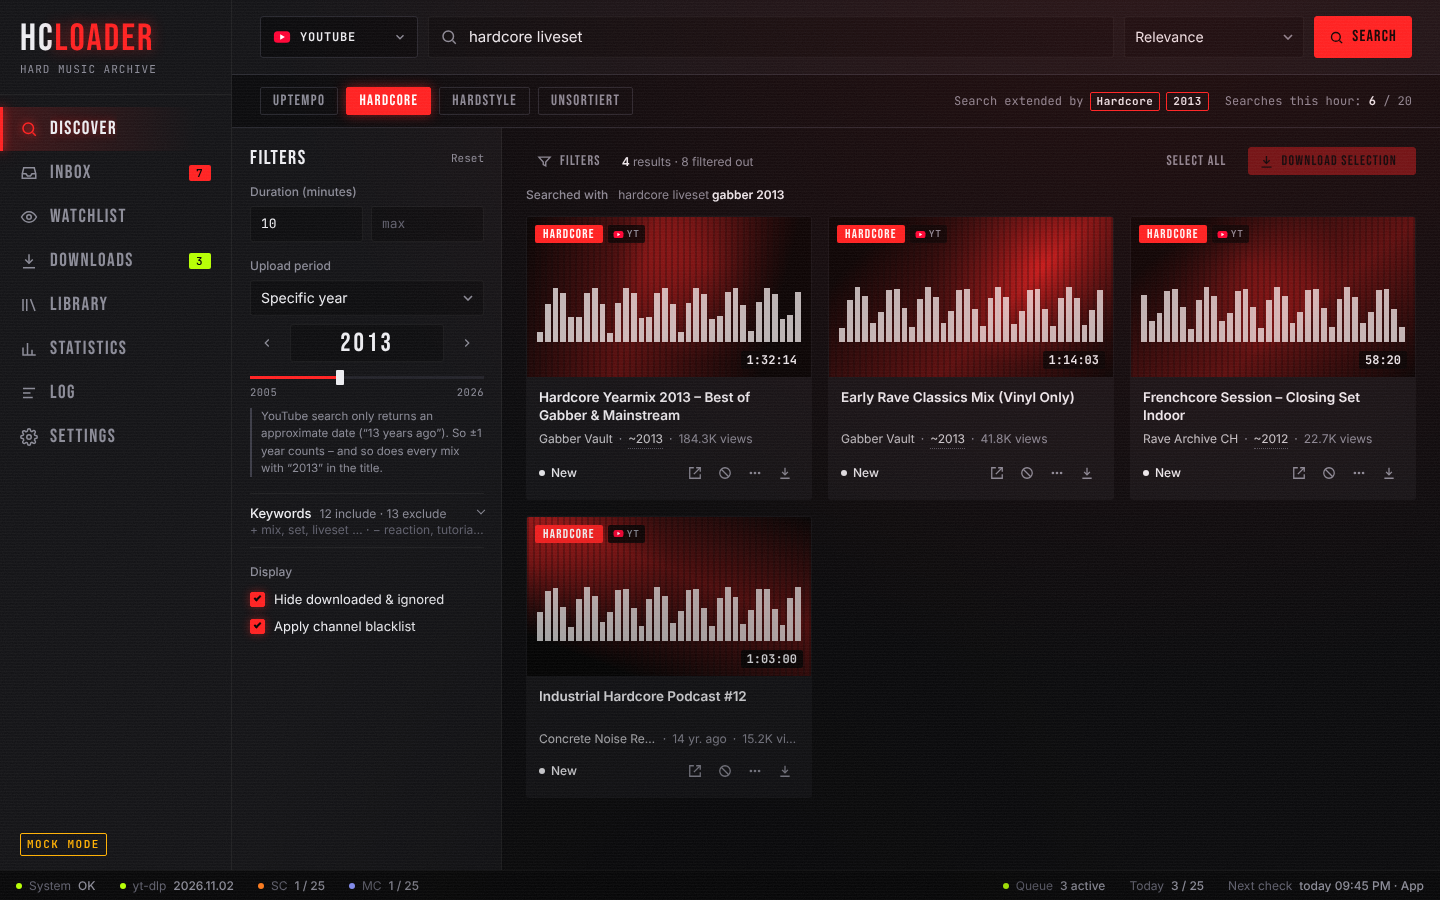 HCLOADER
HARD MUSIC ARCHIVE
DISCOVER
INBOX 7
WATCHLIST
DOWNLOADS 3
LIBRARY
STATISTICS
LOG
SETTINGS
MOCK MODE
YOUTUBE
hardcore liveset
Relevance
SEARCH
UPTEMPO HARDCORE HARDSTYLE UNSORTIERT
Search extended by Hardcore 2013 Searches this hour: 6 / 20
FILTERS Reset
Duration (minutes)
10 max
Upload period
Specific year
2013
2005 2026
YouTube search only returns an
approximate date (“13 years ago”). So ±1
year counts – and so does every mix
with “2013” in the title.
Keywords 12 include · 13 exclude
+ mix, set, liveset ... · − reaction, tutoria...
Display
Hide downloaded & ignored
Apply channel blacklist
FILTERS 4 results · 8 filtered out SELECT ALL DOWNLOAD SELECTION
Searched with hardcore liveset gabber 2013
HARDCORE YT
1:32:14
Hardcore Yearmix 2013 – Best of
Gabber & Mainstream
Gabber Vault · ~2013 · 184.3K views
New
HARDCORE YT
1:14:03
Early Rave Classics Mix (Vinyl Only)
Gabber Vault · ~2013 · 41.8K views
New
HARDCORE YT
58:20
Frenchcore Session – Closing Set
Indoor
Rave Archive CH · ~2012 · 22.7K views
New
HARDCORE YT
1:03:00
Industrial Hardcore Podcast #12
Concrete Noise Re... · 14 yr. ago · 15.2K vi...
New
System OK yt-dlp 2026.11.02 SC 1 / 25 MC 1 / 25 Queue 3 active Today 3 / 25 Next check today 09:45 PM · App